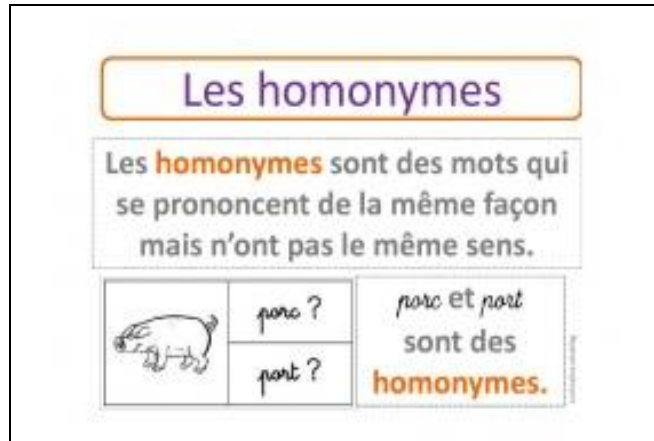 Les homonymes
Les homonymes sont des mots qui
se prononcent de la même façon
mais n'ont pas le même sens.
porc ?
port ?
porc et port
sont des
homonymes.